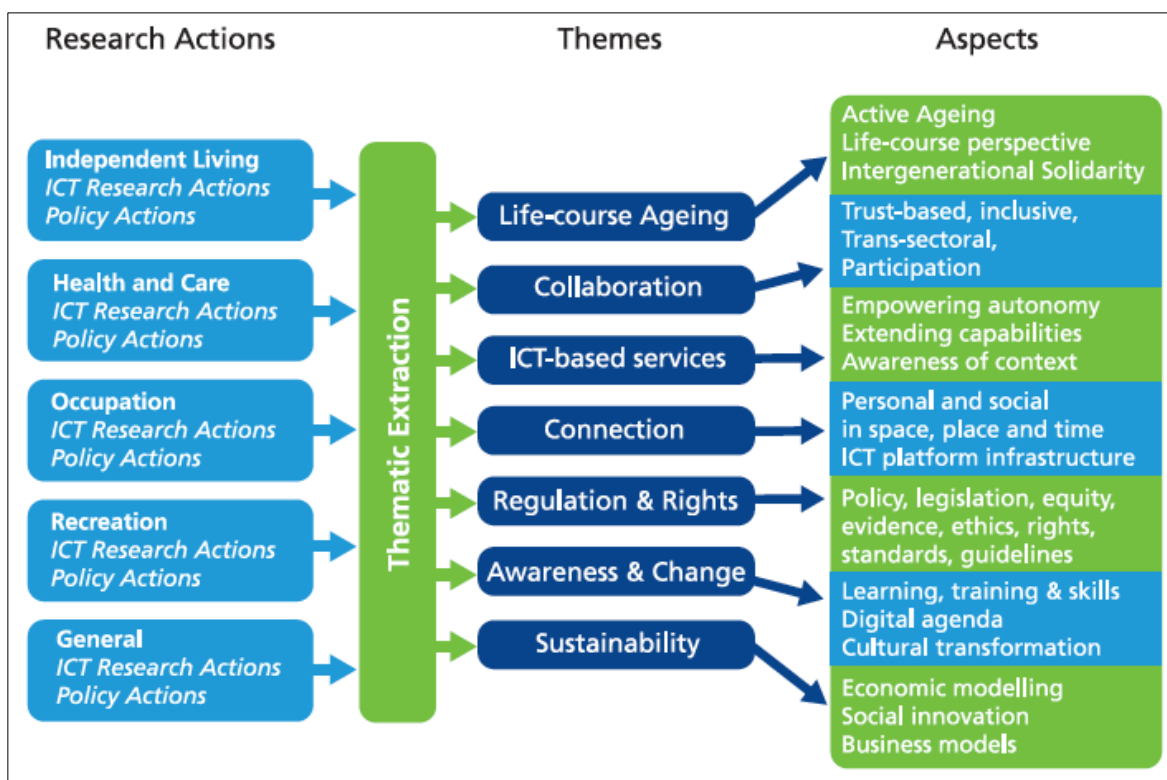 Research Actions
Themes
Aspects
Independent Living
ICT Research Actions
Policy Actions
Health and Care
ICT Research Actions
Policy Actions
Occupation
ICT Research Actions
Policy Actions
Recreation
ICT Research Actions
Policy Actions
General
ICT Research Actions
Policy Actions
Thematic Extraction
Life-course Ageing
Collaboration
ICT-based services
Connection
Regulation & Rights
Awareness & Change
Sustainability
Active Ageing
Life-course perspective
Intergenerational Solidarity
Trust-based, inclusive,
Trans-sectoral,
Participation
Empowering autonomy
Extending capabilities
Awareness of context
Personal and social
in space, place and time
ICT platform infrastructure
Policy, legislation, equity,
evidence, ethics, rights,
standards, guidelines
Learning, training & skills
Digital agenda
Cultural transformation
Economic modelling
Social innovation
Business models